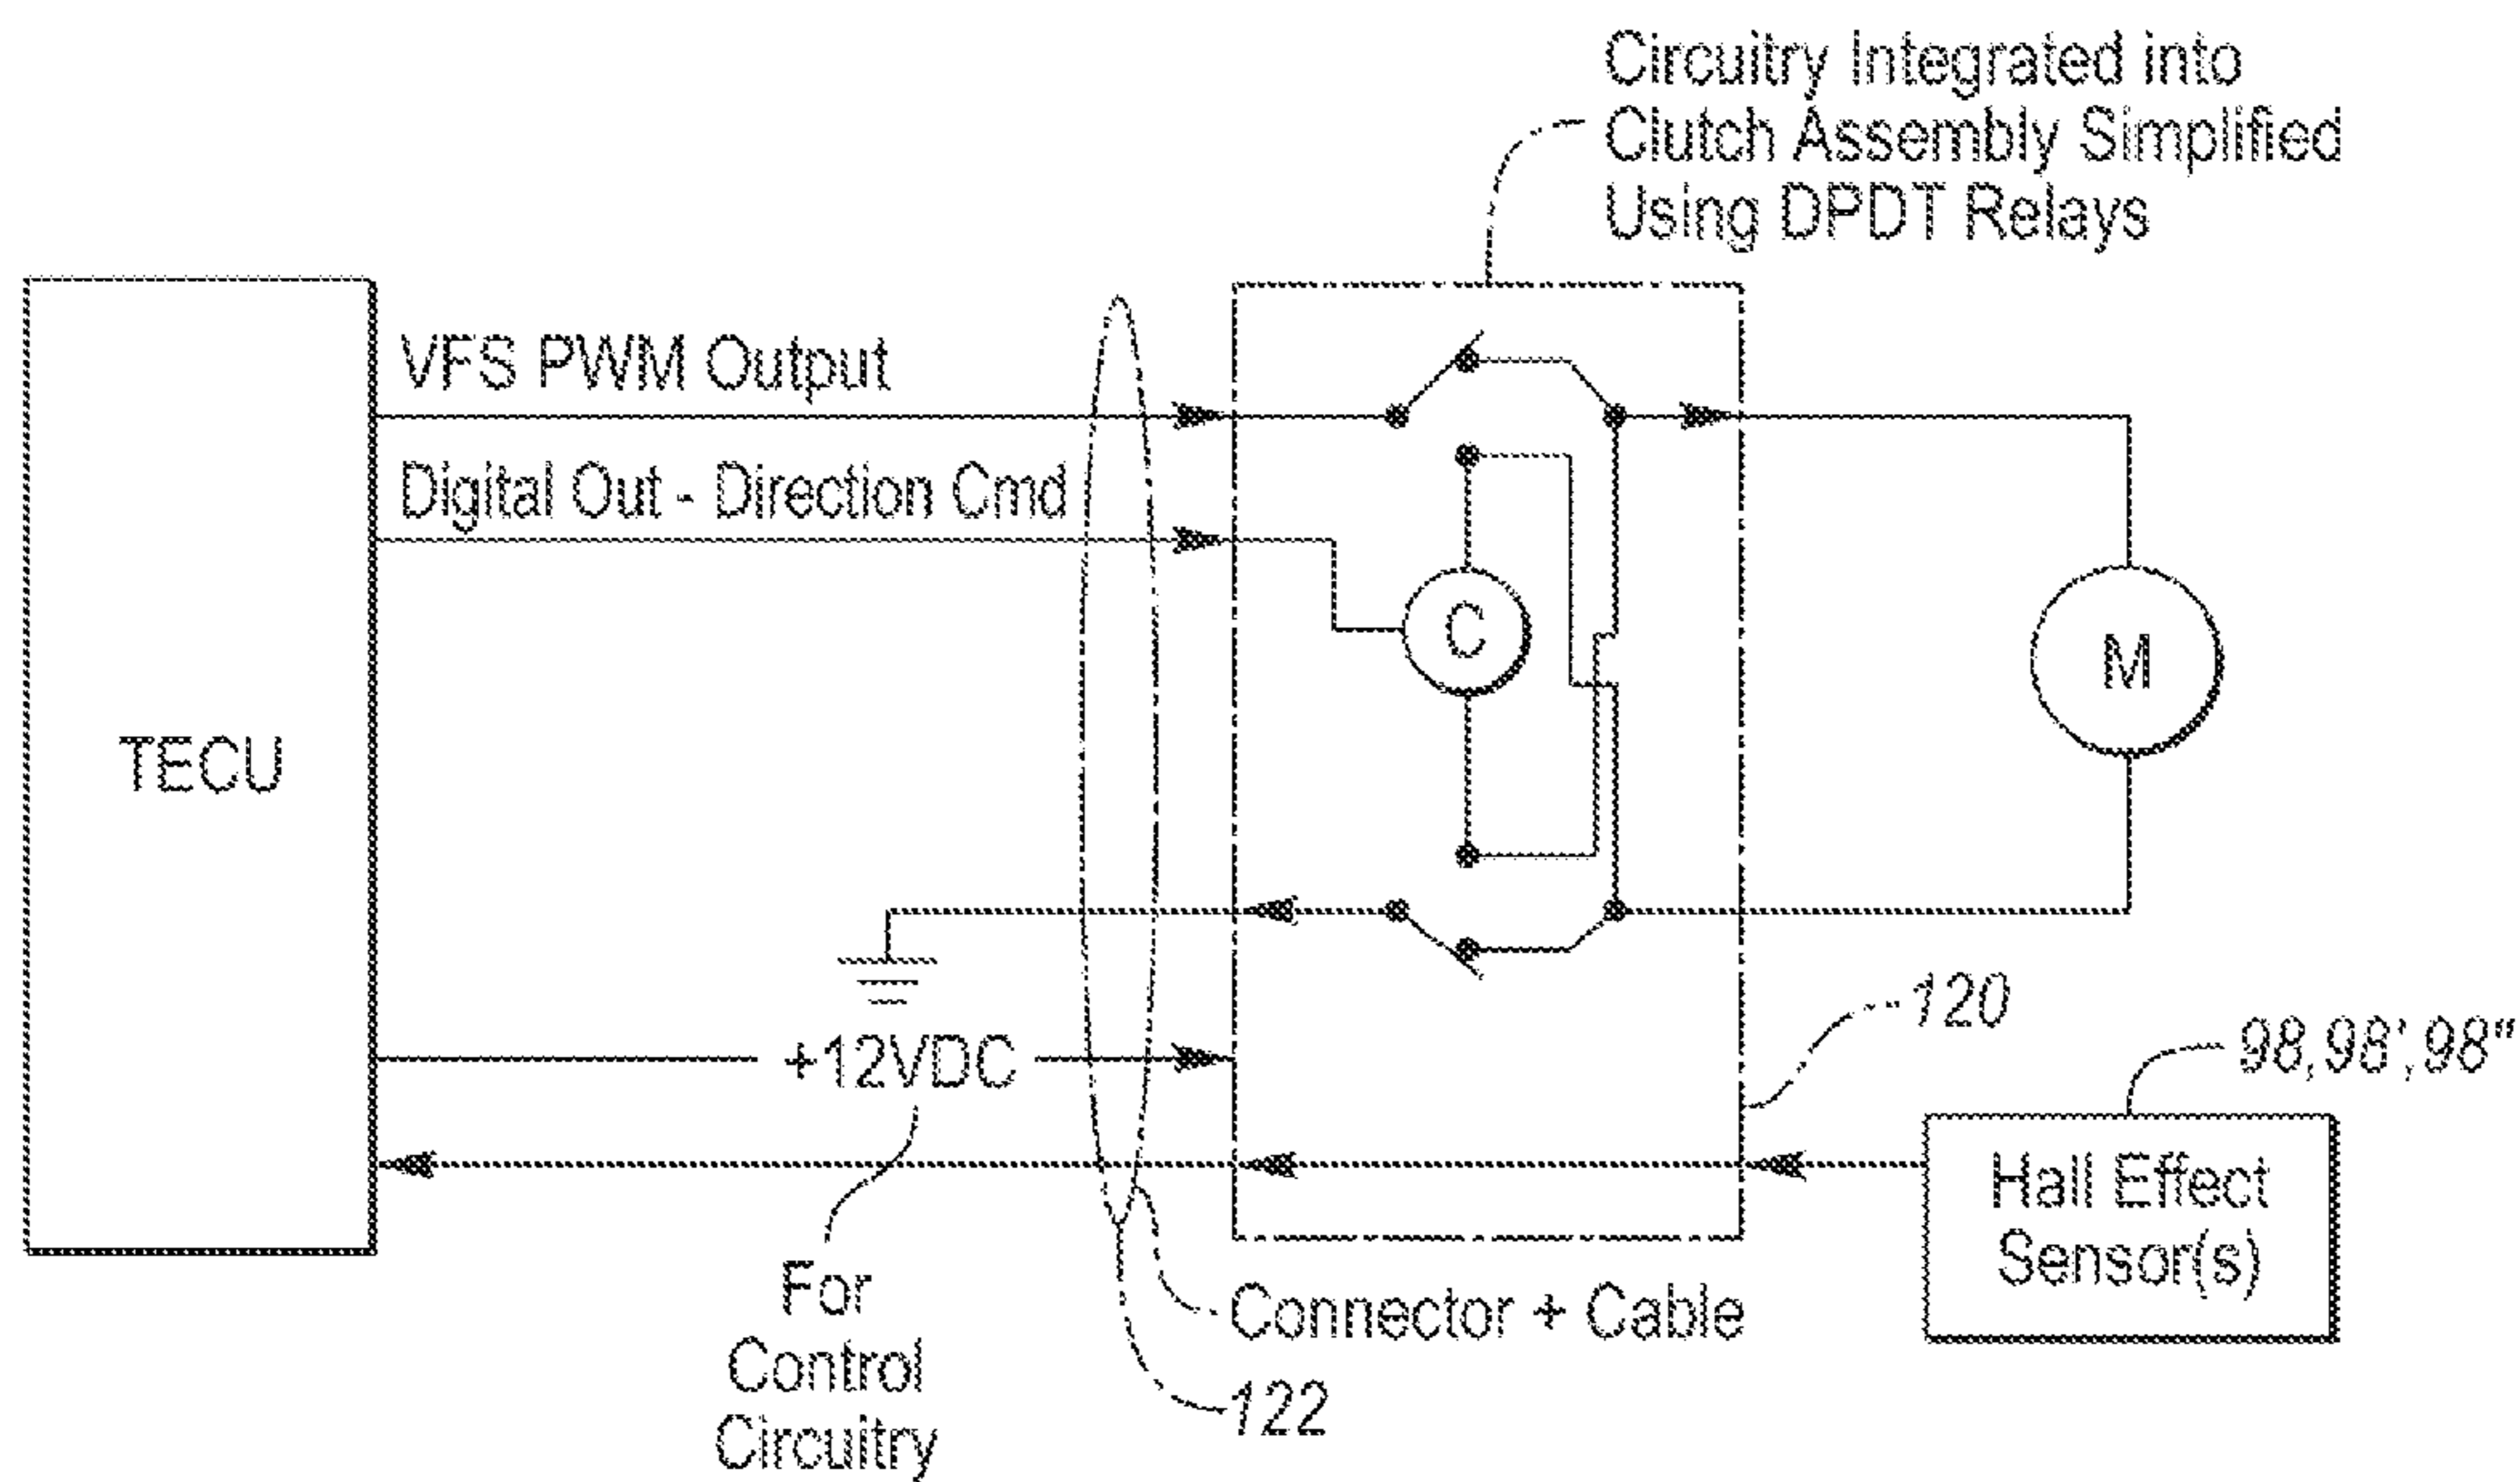 Circuitry Integrated into
Clutch Assembly Simplified
Using DPDT Relays
VFS PWM Output
Digital Out - Direction Cmd
C
M
TECU
120
98,98',98"
+12VDC
Hall Effect
Sensor(s)
For
Control
Circuitry
Connector + Cable
122